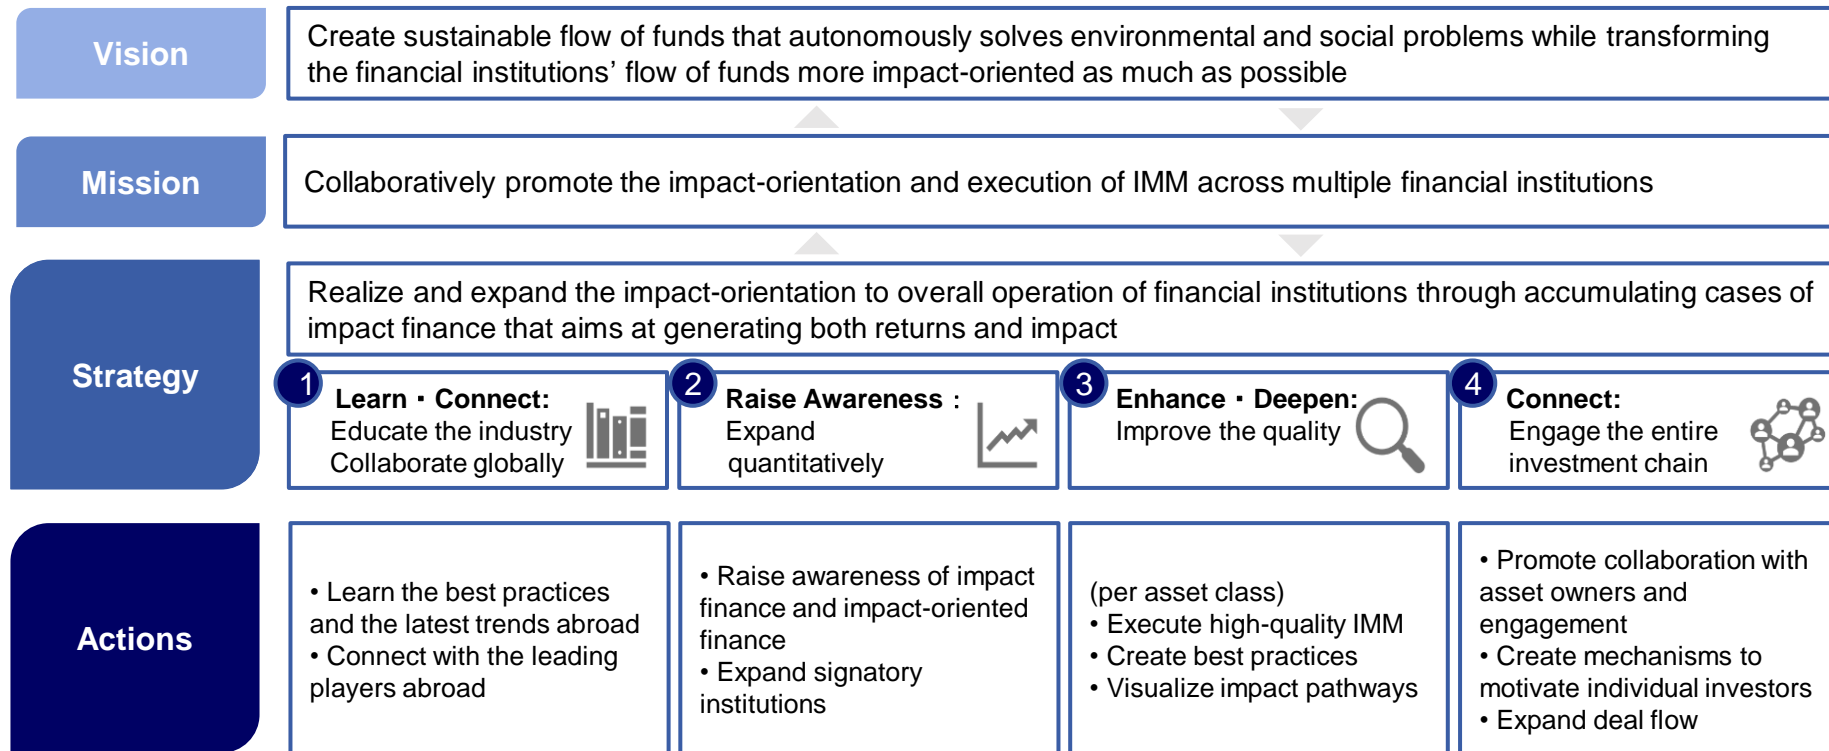 Vision
Create sustainable flow of funds that autonomously solves environmental and social problems while transforming
the financial institutions’ flow of funds more impact-oriented as much as possible
Mission
Collaboratively promote the impact-orientation and execution of IMM across multiple financial institutions
Strategy
Realize and expand the impact-orientation to overall operation of financial institutions through accumulating cases of
impact finance that aims at generating both returns and impact
1
Learn・Connect:
Educate the industry
Collaborate globally
2
Raise Awareness：
Expand
quantitatively
3
Enhance・Deepen:
Improve the quality
4
Connect:
Engage the entire
investment chain
Actions
• Learn the best practices
and the latest trends abroad
• Connect with the leading
players abroad
• Raise awareness of impact
finance and impact-oriented
finance
• Expand signatory
institutions
(per asset class)
• Execute high-quality IMM
• Create best practices
• Visualize impact pathways
• Promote collaboration with
asset owners and
engagement
• Create mechanisms to
motivate individual investors
• Expand deal flow